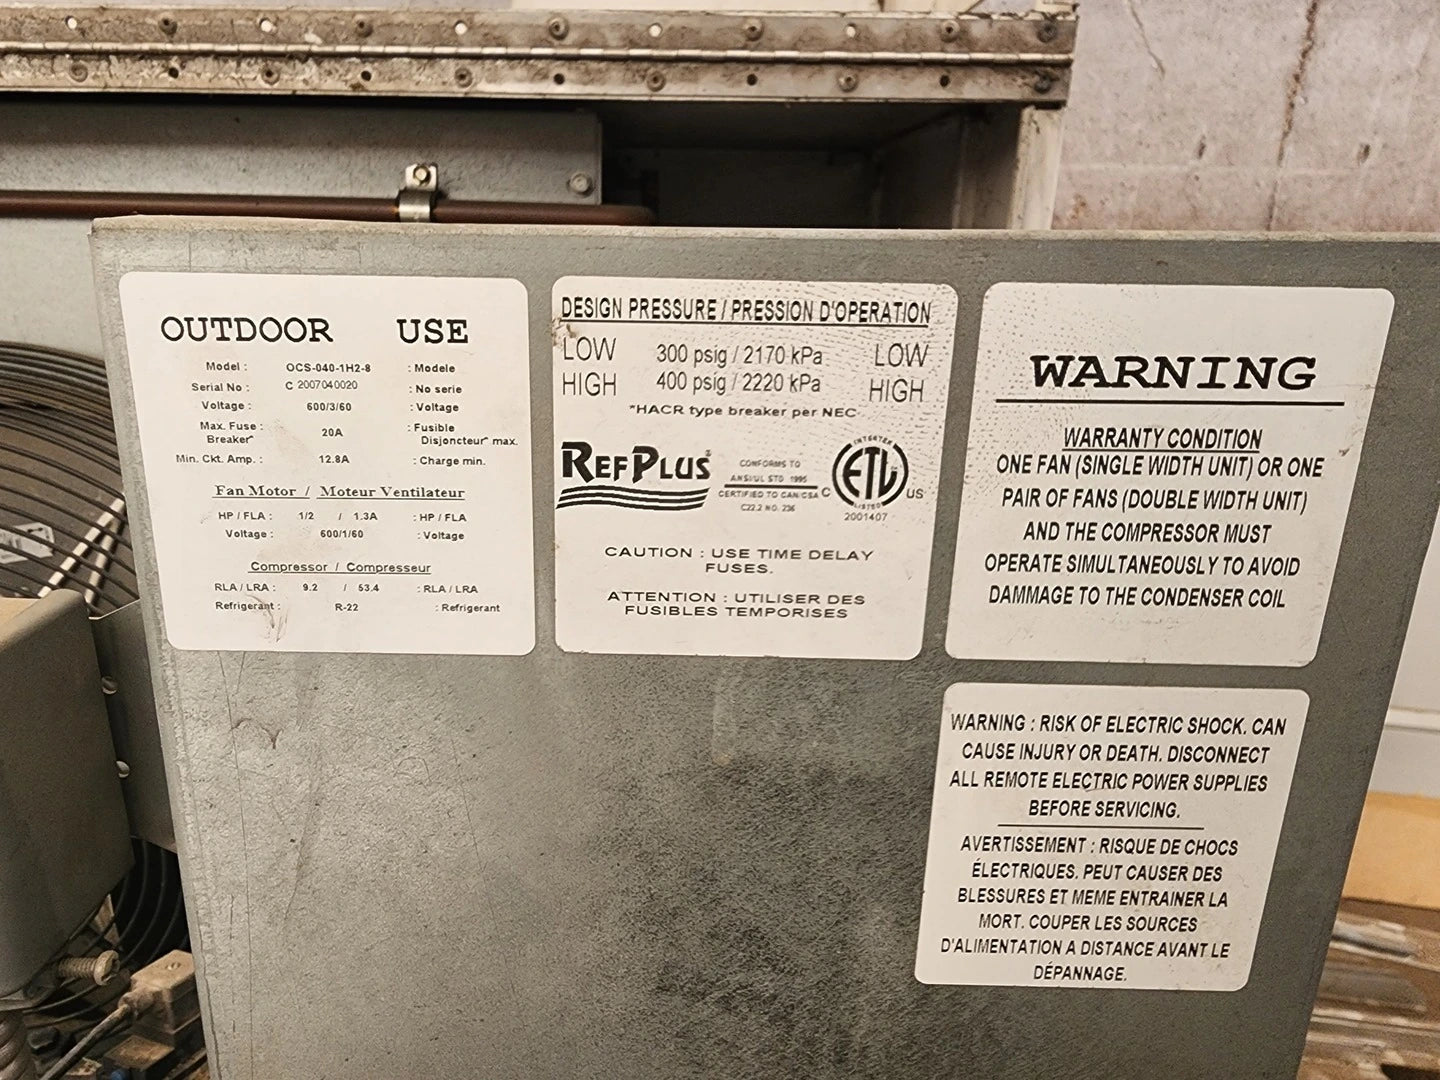 OUTDOOR USE
Model : OCS-040-1H2-8 : Modele
Serial No : C 2007040020 : No serie
Voltage : 600/3/60 : Voltage
Max. Fuse : 20A : Fusible
Breaker* Disjoncteur* max.
Min. Ckt. Amp. : 12.8A : Charge min.
Fan Motor / Moteur Ventilateur
HP / FLA : 1/2 / 1.3A : HP / FLA
Voltage : 600/1/60 : Voltage
Compressor / Compresseur
RLA / LRA : 9.2 / 53.4 : RLA / LRA
Refrigerant : R-22 : Refrigerant
DESIGN PRESSURE / PRESSION D'OPERATION
LOW 300 psig / 2170 kPa LOW
HIGH 400 psig / 2220 kPa HIGH
*HACR type breaker per NEC
REFPLUS
CONFORMS TO
ANSI/UL STD 1995
CERTIFIED TO CAN/CSA
C22.2 NO. 236
INTERTEK
C ETL US
LISTED
2001407
CAUTION : USE TIME DELAY
FUSES.
ATTENTION : UTILISER DES
FUSIBLES TEMPORISES
WARNING
WARRANTY CONDITION
ONE FAN (SINGLE WIDTH UNIT) OR ONE
PAIR OF FANS (DOUBLE WIDTH UNIT)
AND THE COMPRESSOR MUST
OPERATE SIMULTANEOUSLY TO AVOID
DAMMAGE TO THE CONDENSER COIL
WARNING : RISK OF ELECTRIC SHOCK. CAN
CAUSE INJURY OR DEATH. DISCONNECT
ALL REMOTE ELECTRIC POWER SUPPLIES
BEFORE SERVICING.
AVERTISSEMENT : RISQUE DE CHOCS
ÉLECTRIQUES. PEUT CAUSER DES
BLESSURES ET MEME ENTRAINER LA
MORT. COUPER LES SOURCES
D'ALIMENTATION A DISTANCE AVANT LE
DÉPANNAGE.